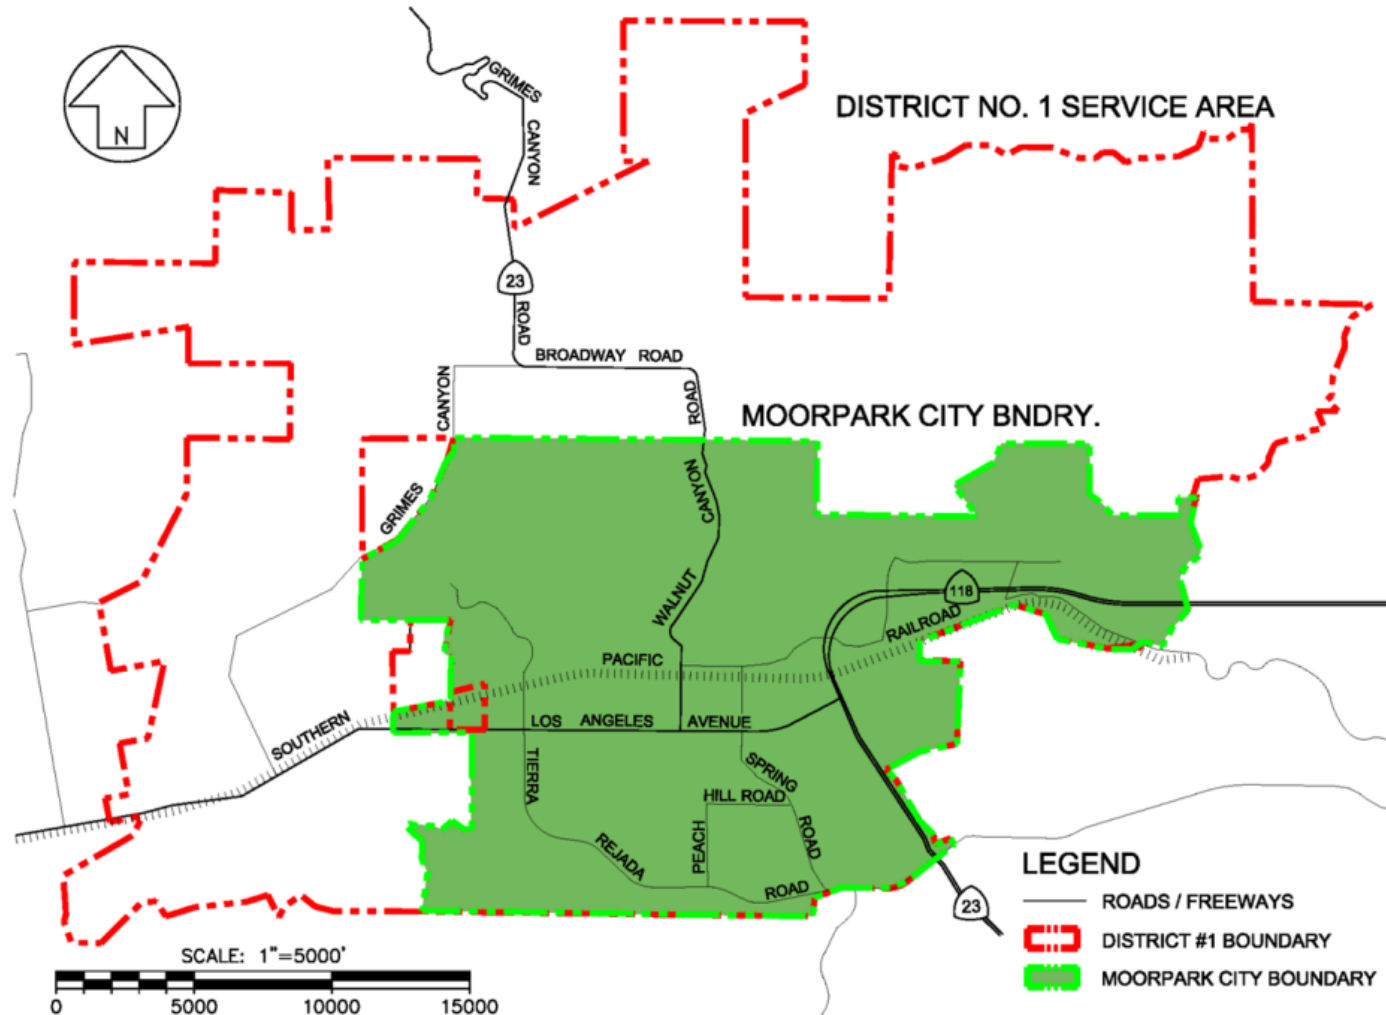 GRIMES
CANYON
N
DISTRICT NO. 1 SERVICE AREA
23
ROAD
BROADWAY ROAD
CANYON
ROAD
MOORPARK CITY BNDRY.
GRIMES
CANYON
WALNUT
118
RAILROAD
PACIFIC
SOUTHERN
LOS ANGELES AVENUE
TIERRA
SPRING
HILL ROAD
ROAD
PEACH
REJADA
ROAD
23
LEGEND
ROADS / FREEWAYS
DISTRICT #1 BOUNDARY
MOORPARK CITY BOUNDARY
SCALE: 1"=5000'
0 5000 10000 15000